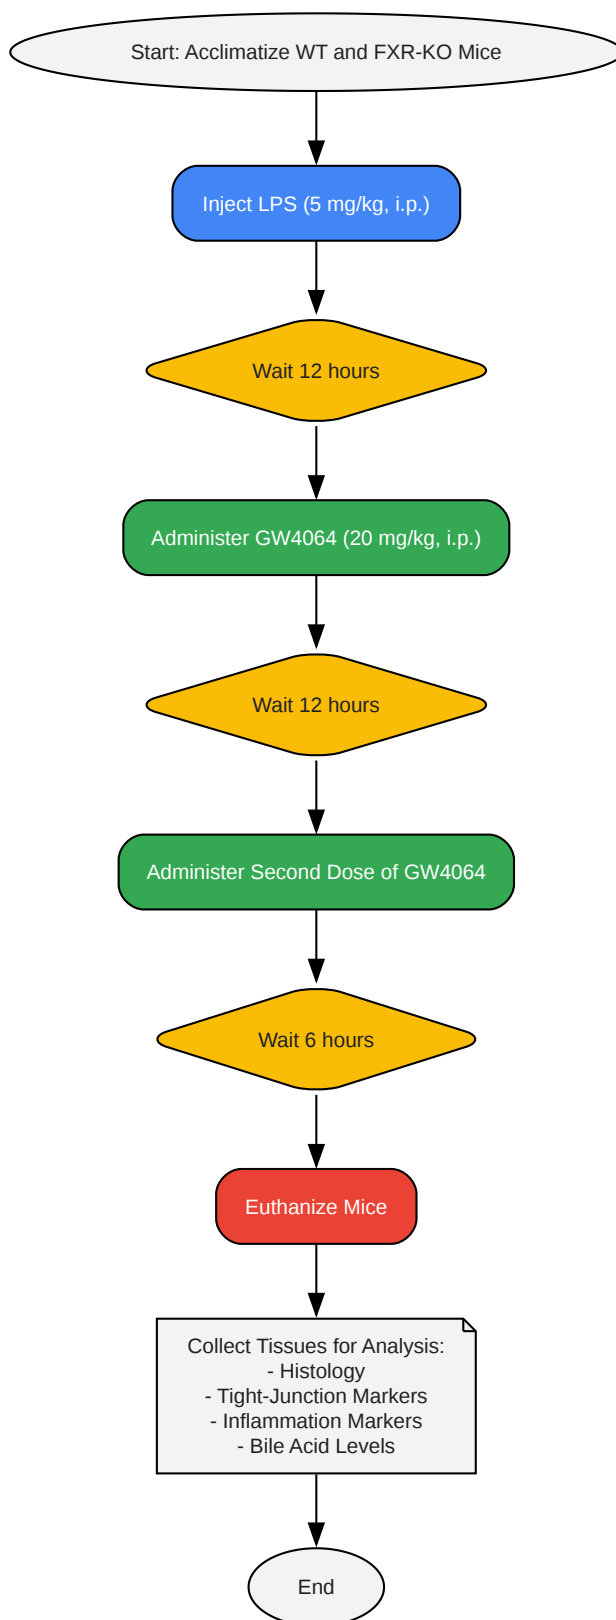 Start: Acclimatize WT and FXR-KO Mice
Inject LPS (5 mg/kg, i.p.)
Wait 12 hours
Administer GW4064 (20 mg/kg, i.p.)
Wait 12 hours
Administer Second Dose of GW4064
Wait 6 hours
Euthanize Mice
Collect Tissues for Analysis:
- Histology
- Tight-Junction Markers
- Inflammation Markers
- Bile Acid Levels
End